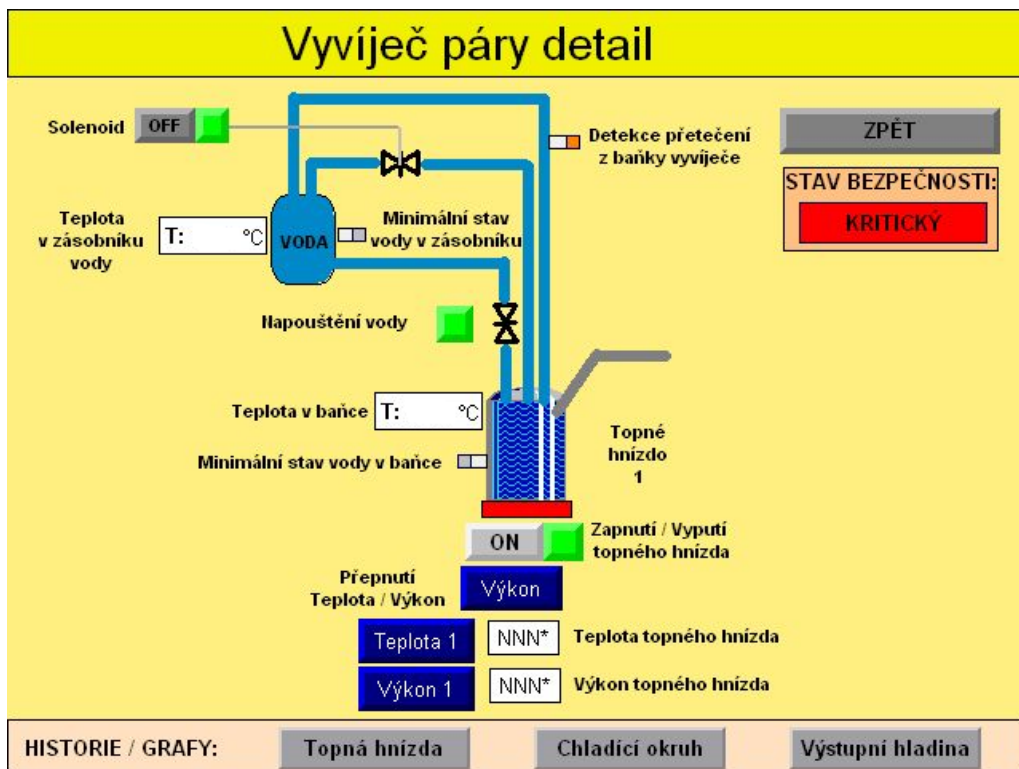 Vyvíječ páry detail
Solenoid
OFF
Detekce přetečení
z baňky vyvíječe
ZPĚT
STAV BEZPEČNOSTI:
KRITICKÝ
Teplota
v zásobníku
vody
T: °C
VODA
Minimální stav
vody v zásobníku
Napouštění vody
Teplota v baňce
T: °C
Minimální stav vody v baňce
Topné
hnízdo
1
ON
Zapnutí / Vyputí
topného hnízda
Přepnutí
Teplota / Výkon
Výkon
Teplota 1
NNN*
Teplota topného hnízda
Výkon 1
NNN*
Výkon topného hnízda
HISTORIE / GRAFY:
Topná hnízda
Chladící okruh
Výstupní hladina